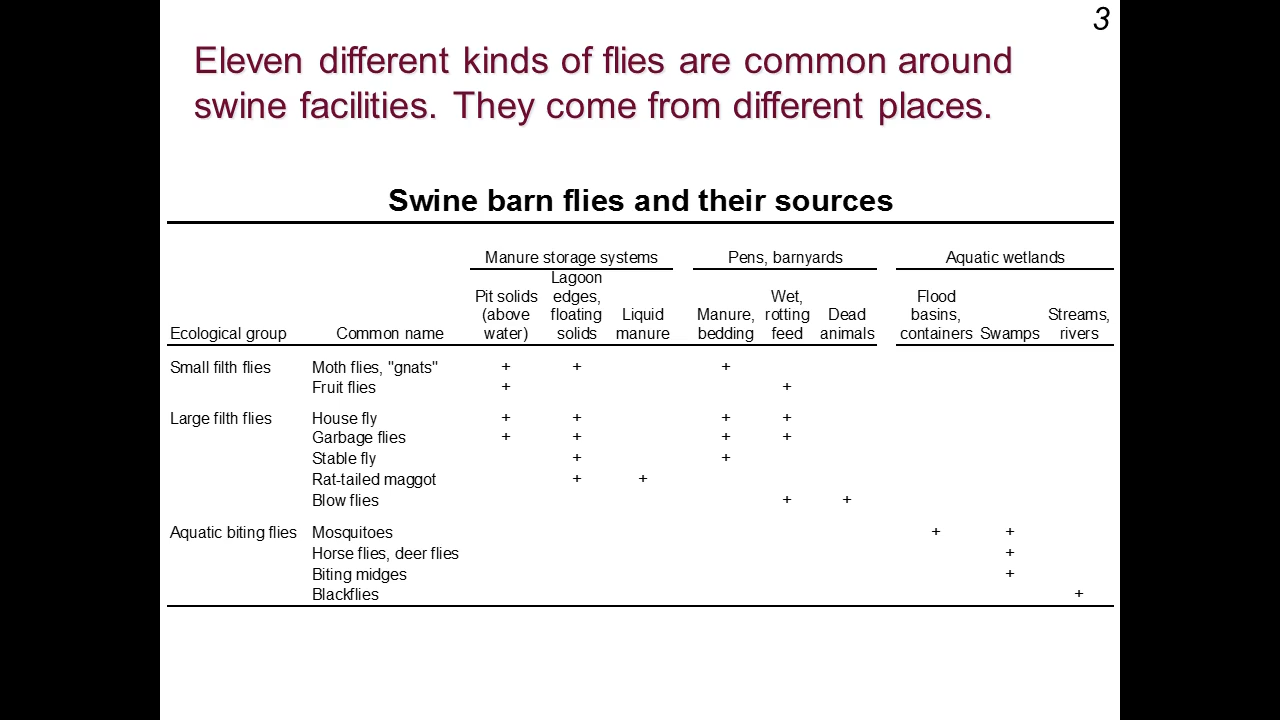 3
Eleven different kinds of flies are common around
swine facilities. They come from different places.
Swine barn flies and their sources
Manure storage systems Pens, barnyards Aquatic wetlands
Lagoon
Pit solids edges, Wet, Flood
(above floating Liquid Manure, rotting Dead basins, Streams,
Ecological group Common name water) solids manure bedding feed animals containers Swamps rivers
Small filth flies Moth flies, "gnats" + + +
Fruit flies + +
Large filth flies House fly + + + +
Garbage flies + + + +
Stable fly + +
Rat-tailed maggot + +
Blow flies + +
Aquatic biting flies Mosquitoes + +
Horse flies, deer flies +
Biting midges +
Blackflies +